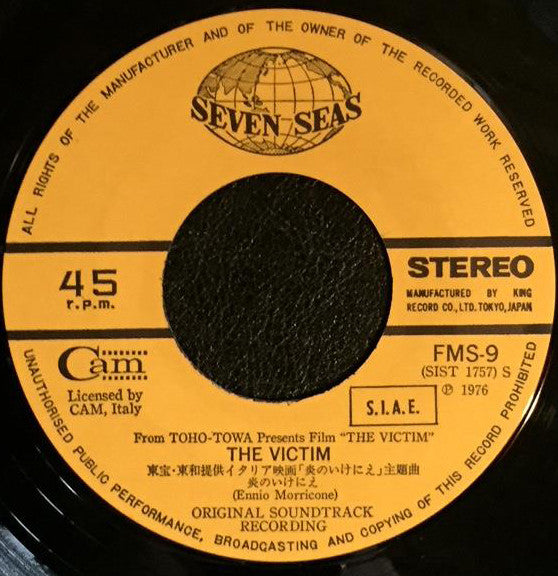 ALL RIGHTS OF THE MANUFACTURER AND OF THE OWNER OF THE RECORDED WORK RESERVED
SEVEN SEAS
45
r.p.m.
STEREO
MANUFACTURED BY KING
RECORD CO., LTD. TOKYO, JAPAN
Cam
Licensed by
CAM, Italy
FMS-9
(SIST 1757) S
Ⓟ 1976
S.I.A.E.
From TOHO-TOWA Presents Film "THE VICTIM"
THE VICTIM
東宝・東和提供イタリア映画「炎のいけにえ」主題曲
炎のいけにえ
(Ennio Morricone)
ORIGINAL SOUNDTRACK
RECORDING
UNAUTHORISED PUBLIC PERFORMANCE, BROADCASTING AND COPYING OF THIS RECORD PROHIBITED